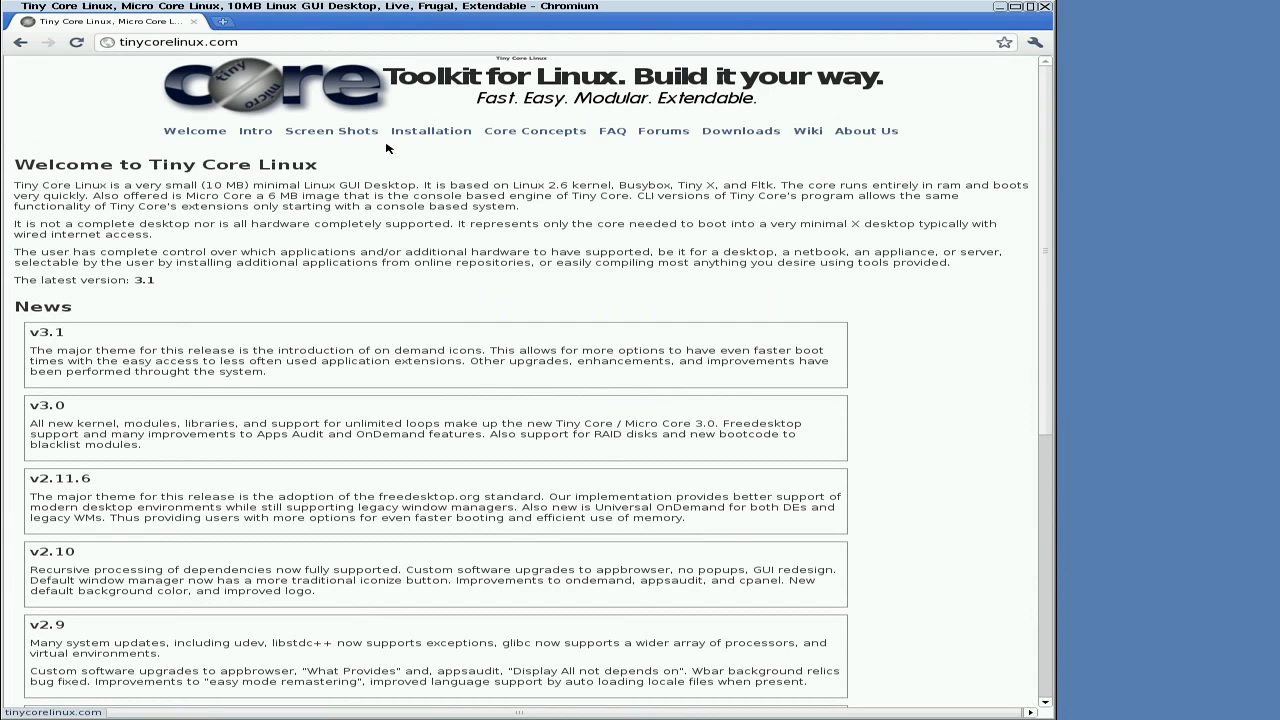 Tiny Core Linux, Micro Core Linux, 10MB Linux GUI Desktop, Live, Frugal, Extendable - Chromium
Tiny Core Linux, Micro Core L...
tinycorelinux.com
Tiny Core Linux
core
tiny
micro
Toolkit for Linux. Build it your way.
Fast. Easy. Modular. Extendable.
Welcome Intro Screen Shots Installation Core Concepts FAQ Forums Downloads Wiki About Us
Welcome to Tiny Core Linux
Tiny Core Linux is a very small (10 MB) minimal Linux GUI Desktop. It is based on Linux 2.6 kernel, Busybox, Tiny X, and Fltk. The core runs entirely in ram and boots
very quickly. Also offered is Micro Core a 6 MB image that is the console based engine of Tiny Core. CLI versions of Tiny Core's program allows the same
functionality of Tiny Core's extensions only starting with a console based system.
It is not a complete desktop nor is all hardware completely supported. It represents only the core needed to boot into a very minimal X desktop typically with
wired internet access.
The user has complete control over which applications and/or additional hardware to have supported, be it for a desktop, a netbook, an appliance, or server,
selectable by the user by installing additional applications from online repositories, or easily compiling most anything you desire using tools provided.
The latest version: 3.1
News
v3.1
The major theme for this release is the introduction of on demand icons. This allows for more options to have even faster boot
times with the easy access to less often used application extensions. Other upgrades, enhancements, and improvements have
been performed throught the system.
v3.0
All new kernel, modules, libraries, and support for unlimited loops make up the new Tiny Core / Micro Core 3.0. Freedesktop
support and many improvements to Apps Audit and OnDemand features. Also support for RAID disks and new bootcode to
blacklist modules.
v2.11.6
The major theme for this release is the adoption of the freedesktop.org standard. Our implementation provides better support of
modern desktop environments while still supporting legacy window managers. Also new is Universal OnDemand for both DEs and
legacy WMs. Thus providing users with more options for even faster booting and efficient use of memory.
v2.10
Recursive processing of dependencies now fully supported. Custom software upgrades to appbrowser, no popups, GUI redesign.
Default window manager now has a more traditional iconize button. Improvements to ondemand, appsaudit, and cpanel. New
default background color, and improved logo.
v2.9
Many system updates, including udev, libstdc++ now supports exceptions, glibc now supports a wider array of processors, and
virtual environments.
Custom software upgrades to appbrowser, "What Provides" and, appsaudit, "Display All not depends on". Wbar background relics
bug fixed. Improvements to "easy mode remastering", improved language support by auto loading locale files when present.
tinycorelinux.com